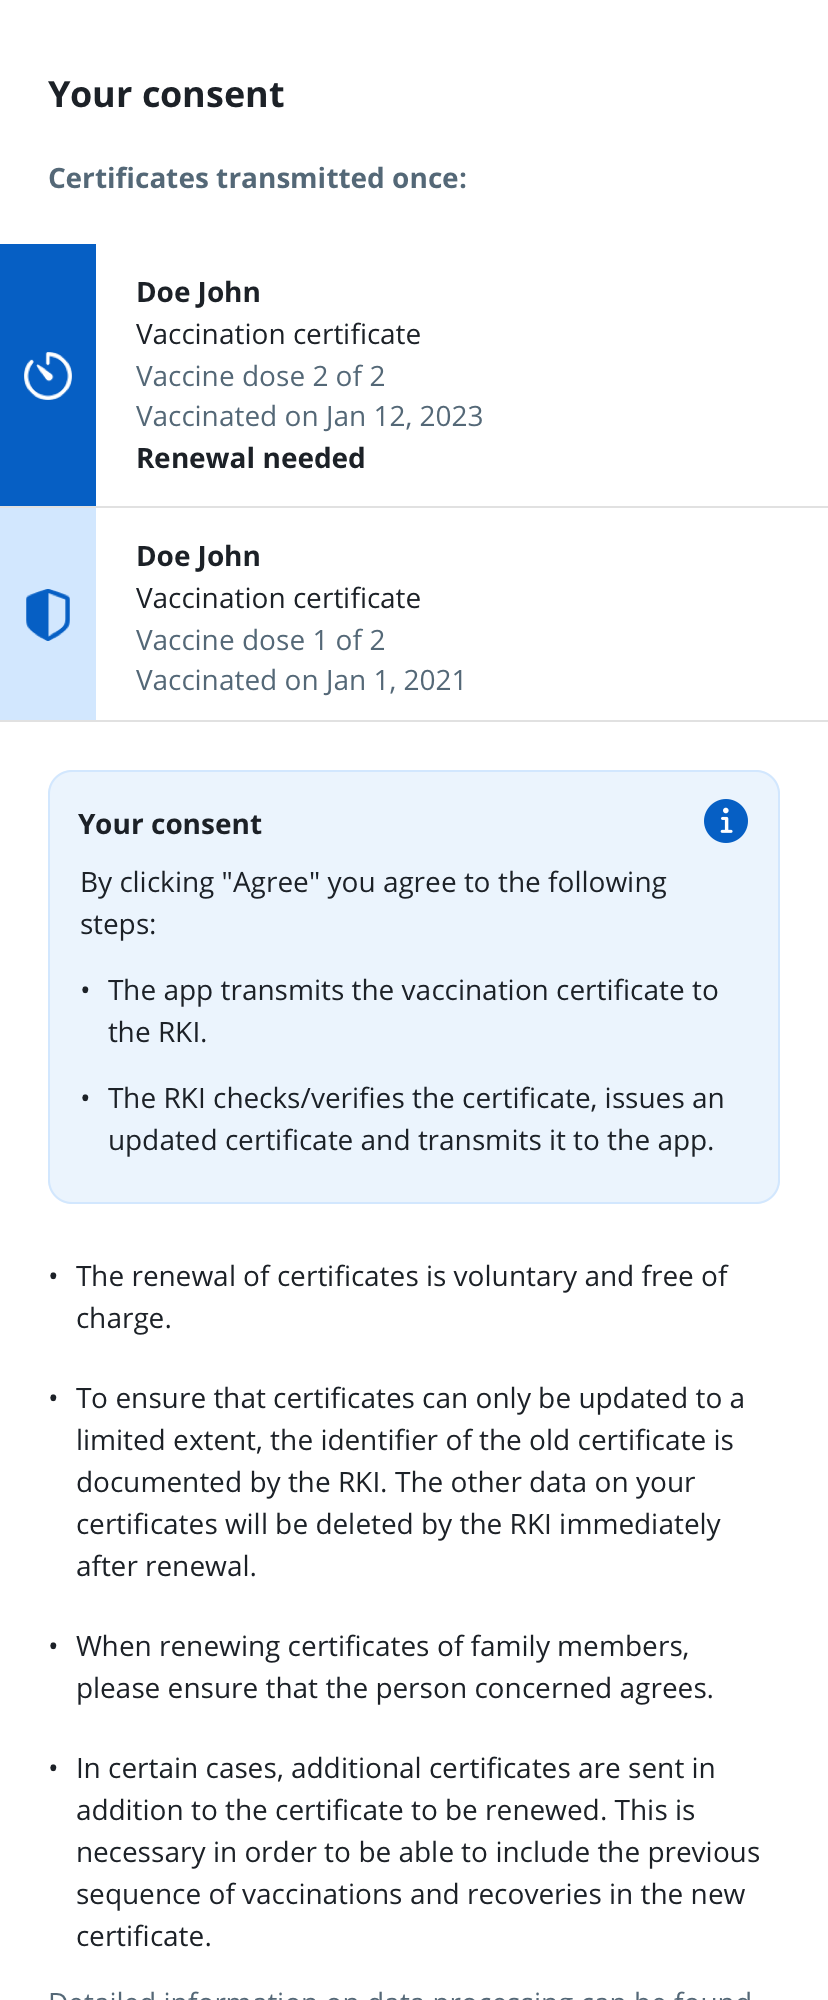 Your consent
Certificates transmitted once:
Doe John
Vaccination certificate
Vaccine dose 2 of 2
Vaccinated on Jan 12, 2023
Renewal needed
Doe John
Vaccination certificate
Vaccine dose 1 of 2
Vaccinated on Jan 1, 2021
Your consent
By clicking "Agree" you agree to the following
steps:
• The app transmits the vaccination certificate to
the RKI.
• The RKI checks/verifies the certificate, issues an
updated certificate and transmits it to the app.
• The renewal of certificates is voluntary and free of
charge.
• To ensure that certificates can only be updated to a
limited extent, the identifier of the old certificate is
documented by the RKI. The other data on your
certificates will be deleted by the RKI immediately
after renewal.
• When renewing certificates of family members,
please ensure that the person concerned agrees.
• In certain cases, additional certificates are sent in
addition to the certificate to be renewed. This is
necessary in order to be able to include the previous
sequence of vaccinations and recoveries in the new
certificate.
Detailed information on data processing can be found